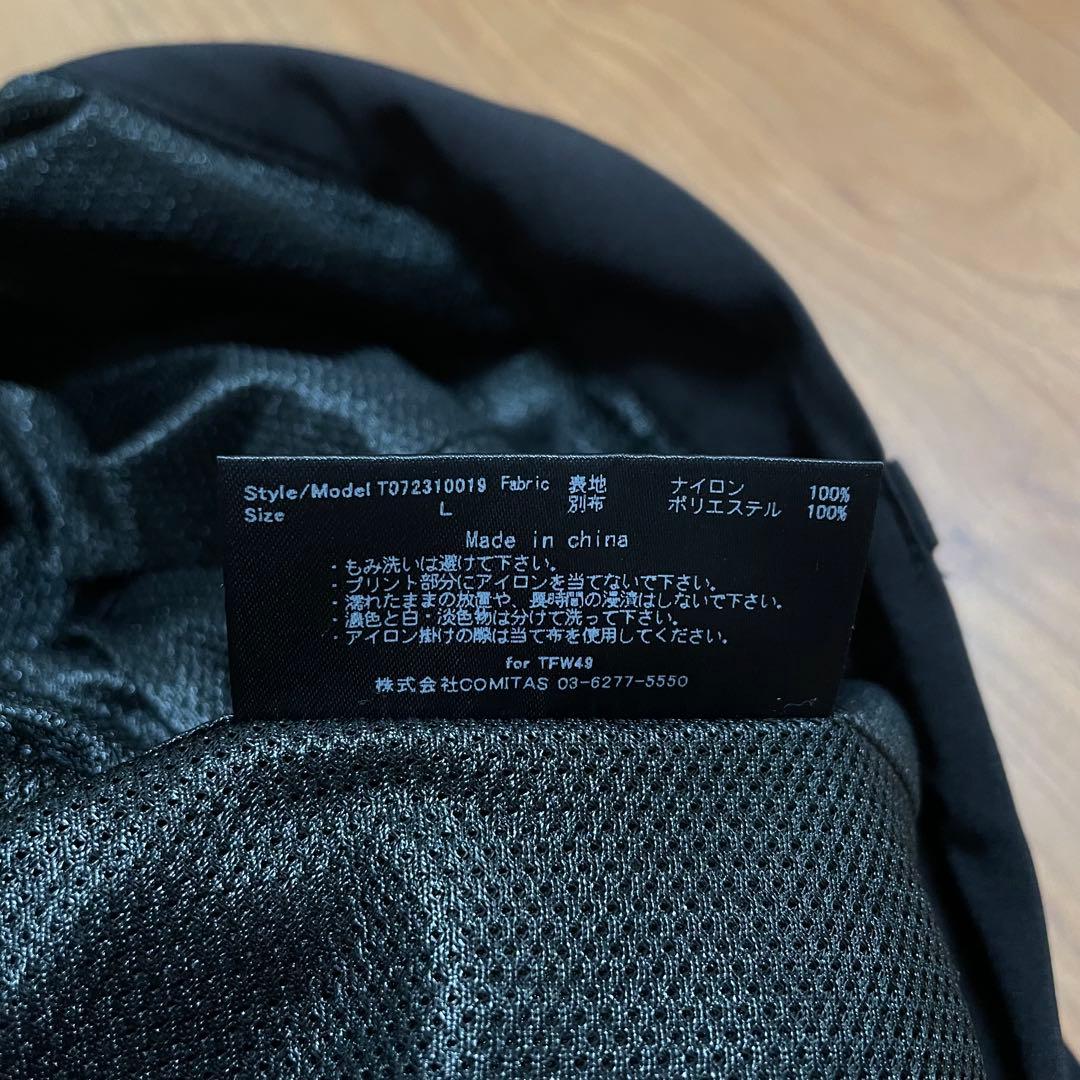 Style/Model T072310019 Fabric 表地 ナイロン 100%
Size L 別布 ポリエステル 100%
Made in china
・もみ洗いは避けて下さい。
・プリント部分にアイロンを当てないで下さい。
・濡れたままの放置や、長時間の浸漬はしないで下さい。
・濃色と白・淡色物は分けて洗って下さい。
・アイロン掛けの際は当て布を使用してください。
for TFW49
株式会社COMITAS 03-6277-5550